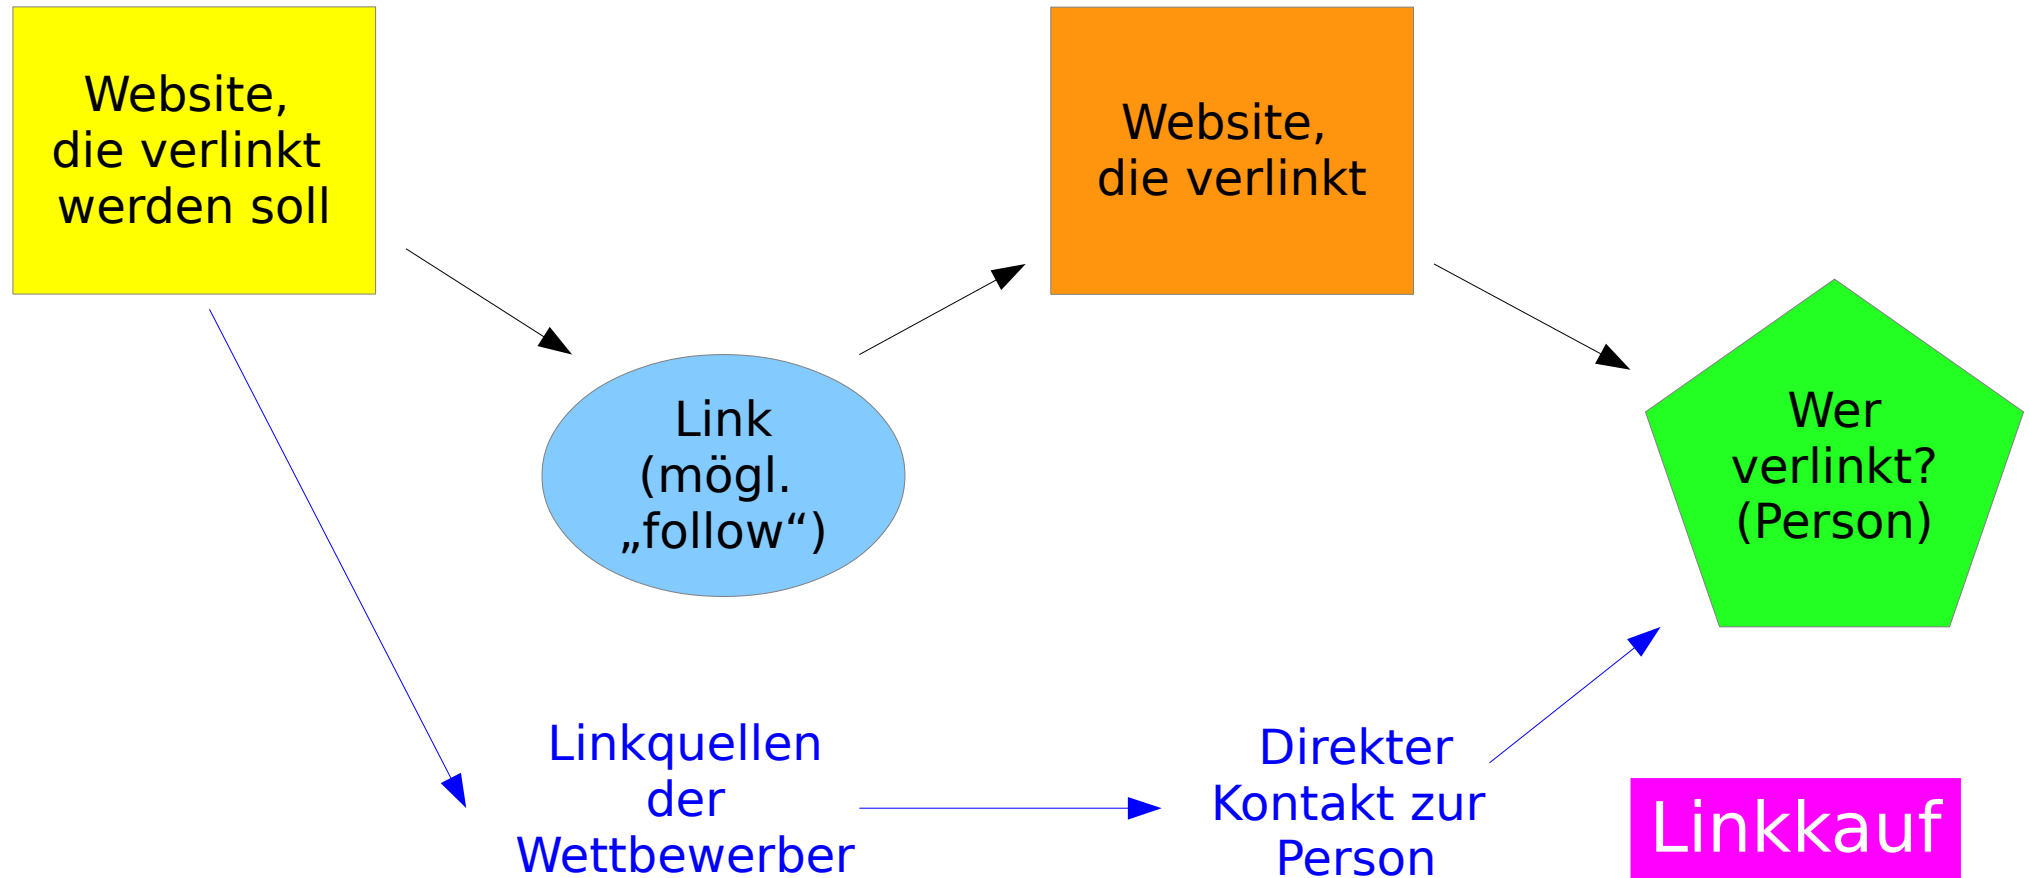 Website,
die verlinkt
werden soll
Website,
die verlinkt
Link
(mögl.
„follow“)
Wer
verlinkt?
(Person)
Linkquellen
der
Wettbewerber
Direkter
Kontakt zur
Person
Linkkauf